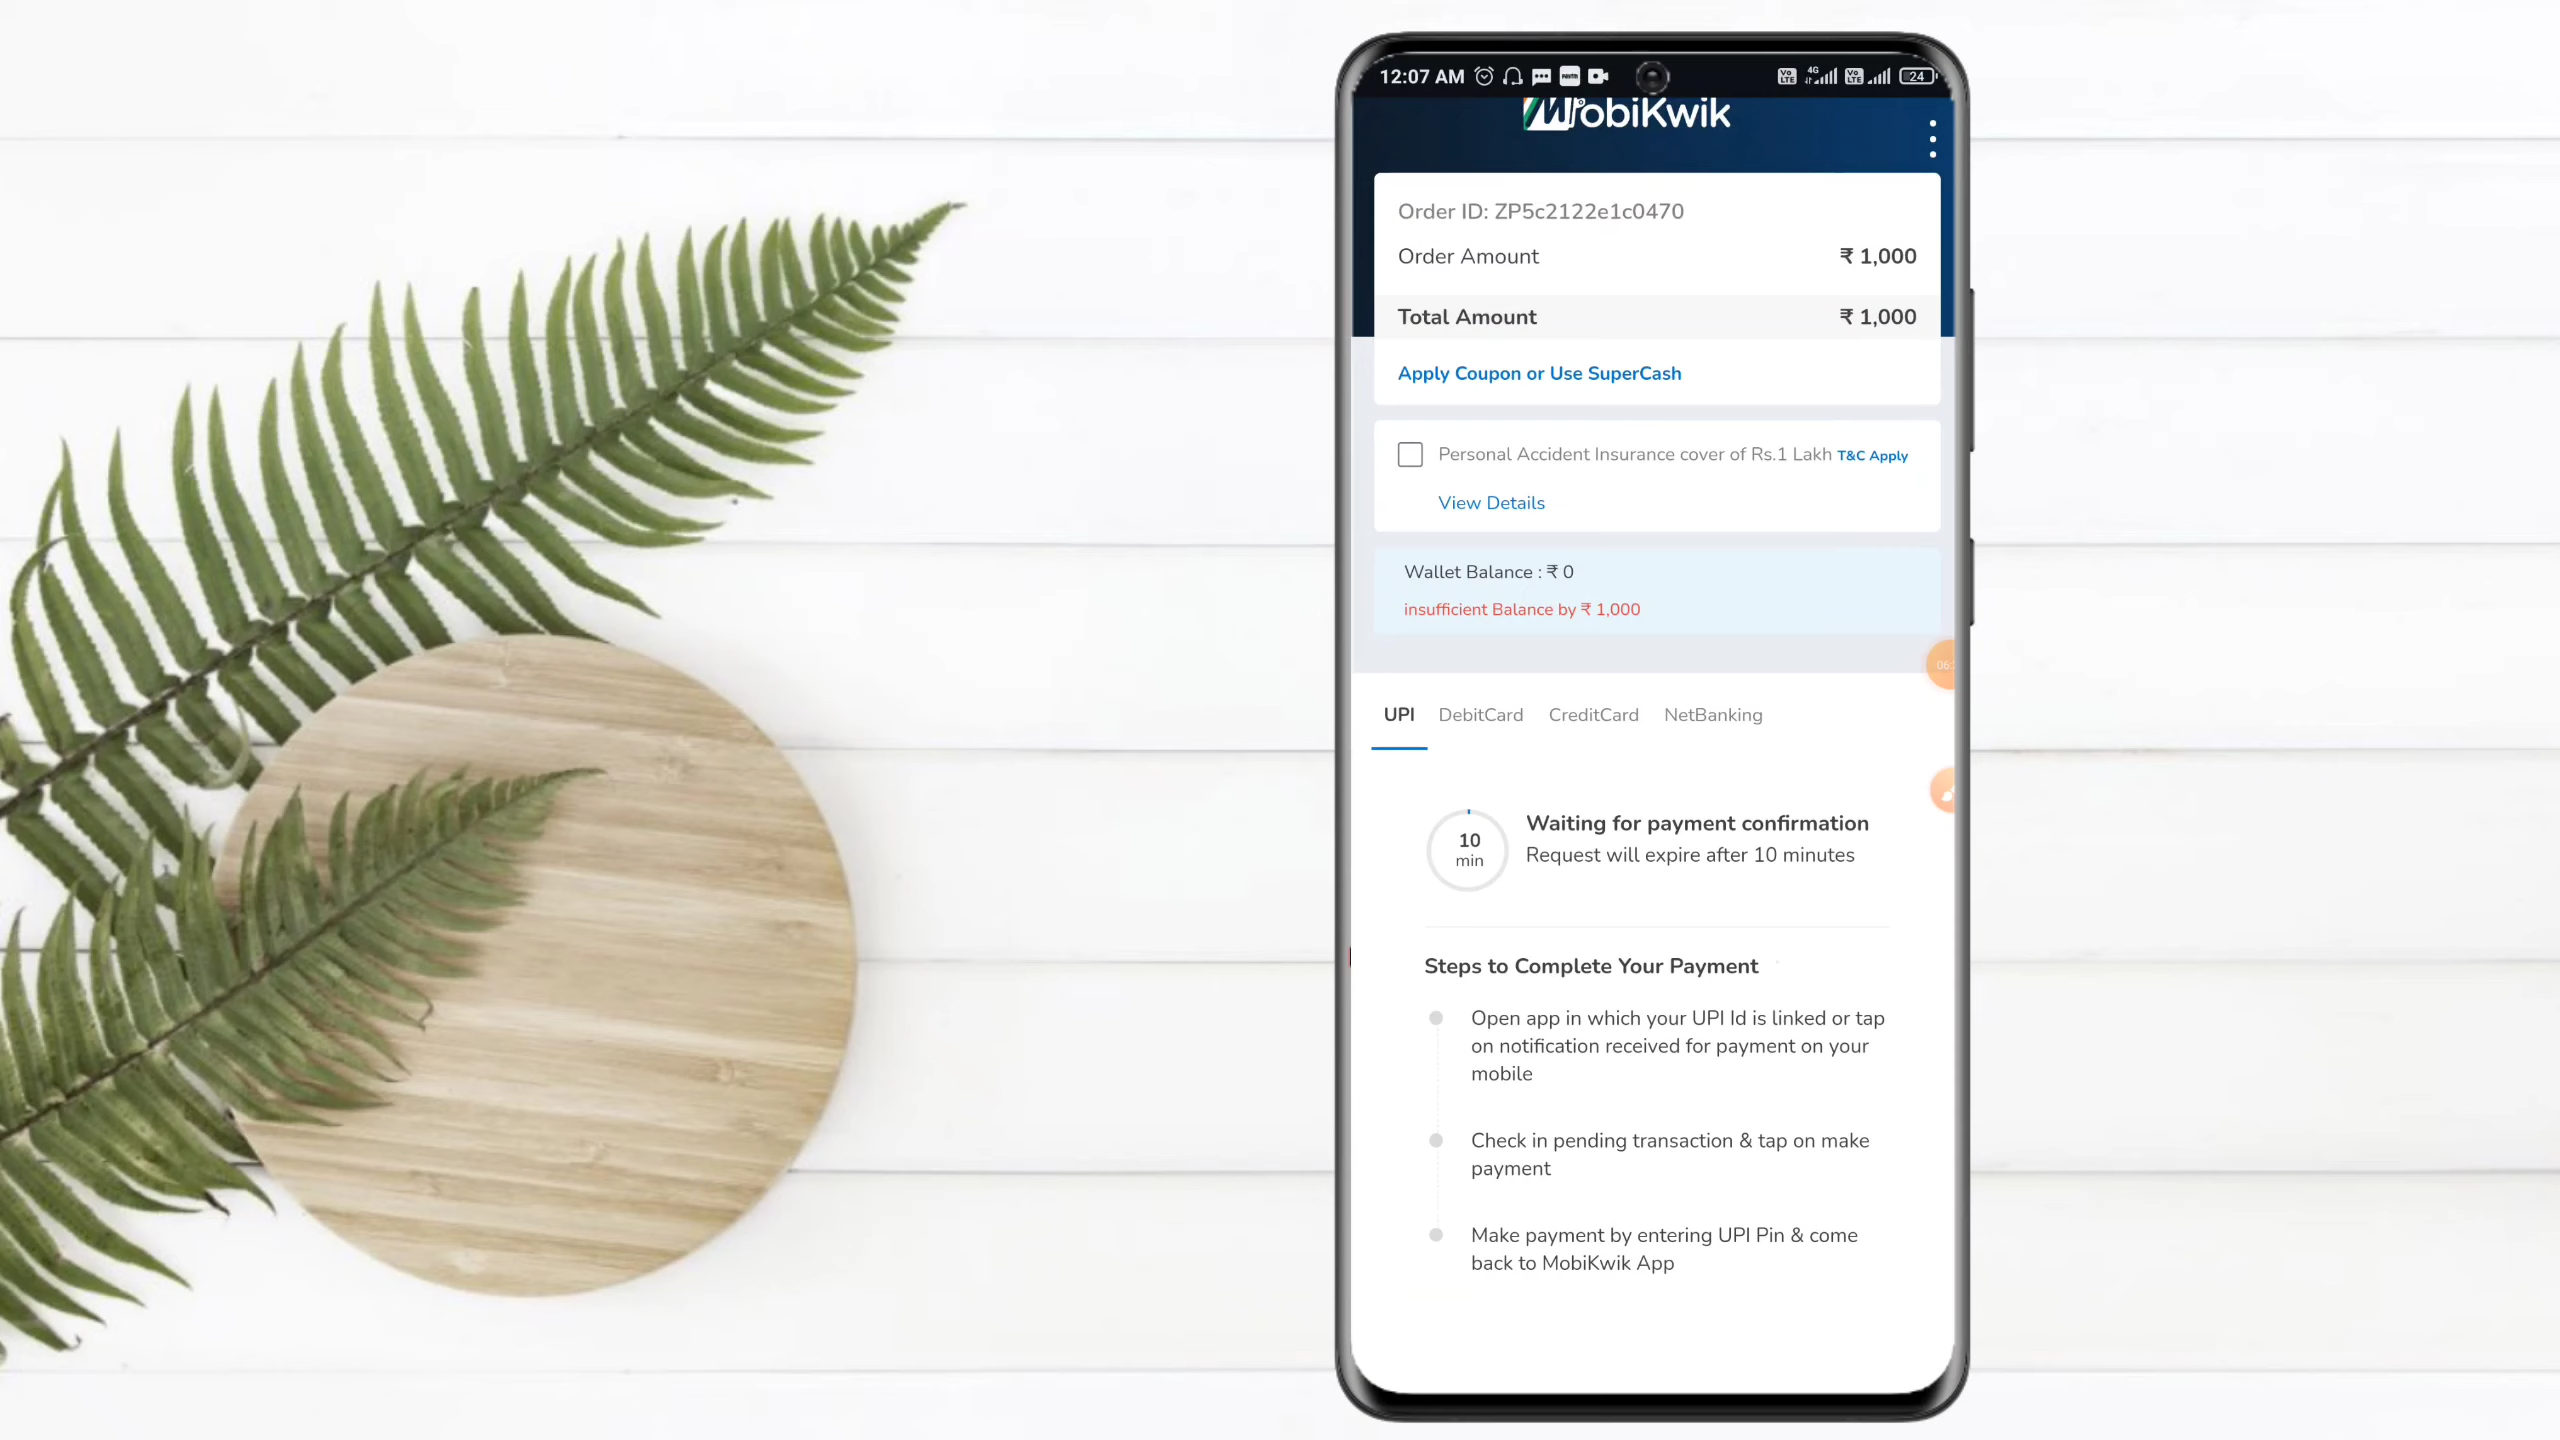 12:07 AM
4G
24
MobiKwik
Order ID: ZP5c2122e1c0470
Order Amount ₹ 1,000
Total Amount ₹ 1,000
Apply Coupon or Use SuperCash
Personal Accident Insurance cover of Rs.1 Lakh T&C Apply
View Details
Wallet Balance : ₹ 0
insufficient Balance by ₹ 1,000
06:
UPI DebitCard CreditCard NetBanking
10
min
Waiting for payment confirmation
Request will expire after 10 minutes
Steps to Complete Your Payment
Open app in which your UPI Id is linked or tap
on notification received for payment on your
mobile
Check in pending transaction & tap on make
payment
Make payment by entering UPI Pin & come
back to MobiKwik App